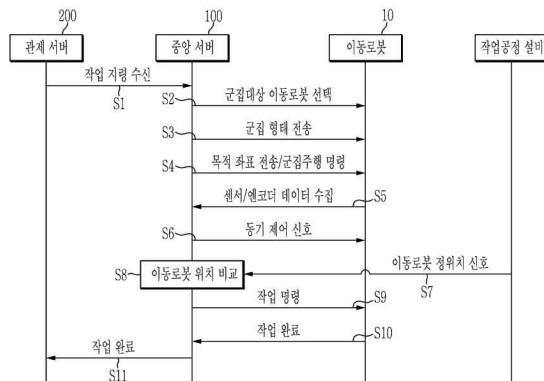 200
100
10
관제 서버
중앙 서버
이동로봇
작업공정 설비
작업 지령 수신
S1
S2
군집대상 이동로봇 선택
S3
군집 형태 전송
S4
목적 좌표 전송/군집주행 명령
센서/엔코더 데이터 수집
S5
S6
동기 제어 신호
S8
이동로봇 위치 비교
이동로봇 정위치 신호
S7
작업 명령
S9
작업 완료
S10
작업 완료
S11